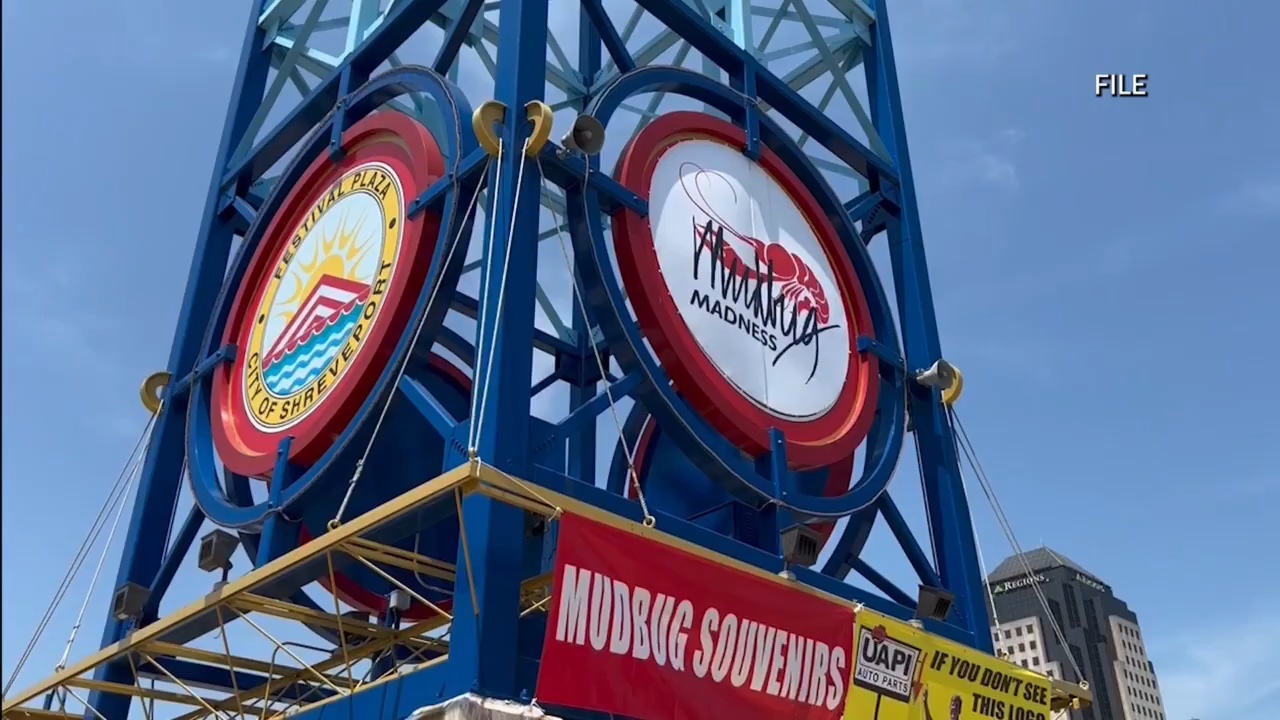 FILE
FESTIVAL PLAZA
CITY OF SHREVEPORT
Mudbug
MADNESS
REGIONS
MUDBUG SOUVENIRS
UAPI
AUTO PARTS
IF YOU DON'T SEE
THIS LOGO